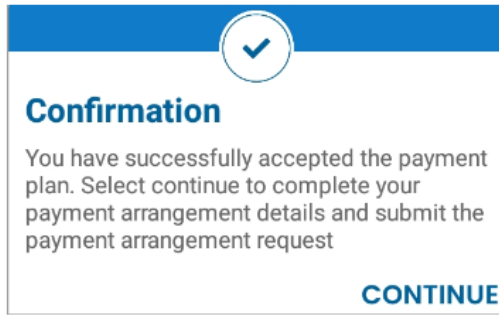 Confirmation
You have successfully accepted the payment
plan. Select continue to complete your
payment arrangement details and submit the
payment arrangement request
CONTINUE